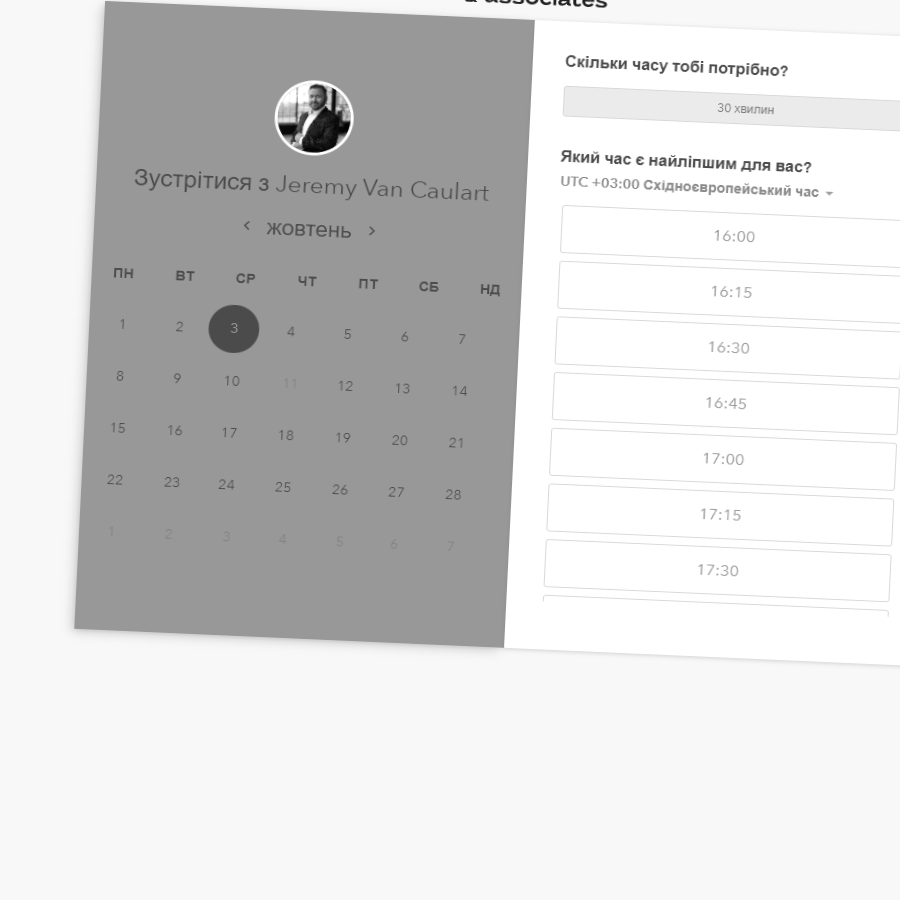 associates
Зустрітися з Jeremy Van Caulart
жовтень
ПН ВТ СР ЧТ ПТ СБ НД
1 2 3 4 5 6 7
8 9 10 11 12 13 14
15 16 17 18 19 20 21
22 23 24 25 26 27 28
1 2 3 4 5 6 7
Скільки часу тобі потрібно?
30 хвилин
Який час є найліпшим для вас?
UTC +03:00 Східноєвропейський час
16:00
16:15
16:30
16:45
17:00
17:15
17:30